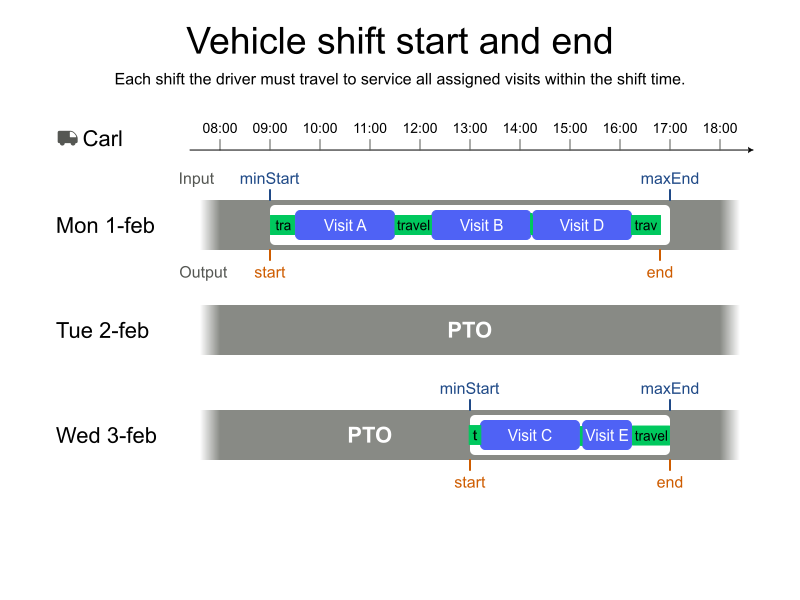 Vehicle shift start and end
Each shift the driver must travel to service all assigned visits within the shift time.
Carl
08:00 09:00 10:00 11:00 12:00 13:00 14:00 15:00 16:00 17:00 18:00
Input minStart maxEnd
Mon 1-feb tra Visit A travel Visit B Visit D trav
Output start end
Tue 2-feb PTO
minStart maxEnd
Wed 3-feb PTO t Visit C Visit E travel
start end